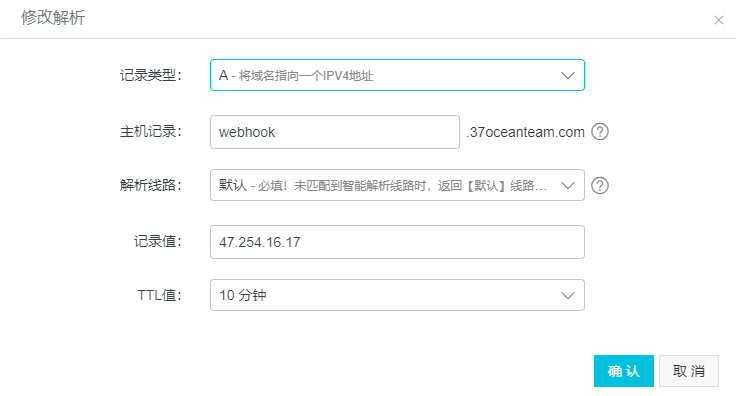 修改解析
记录类型： A - 将域名指向一个IPV4地址
主机记录： webhook .37oceanteam.com ?
解析线路： 默认 - 必填！未匹配到智能解析线路时，返回【默认】线路... ?
记录值： 47.254.16.17
TTL值： 10 分钟
确 认 取 消